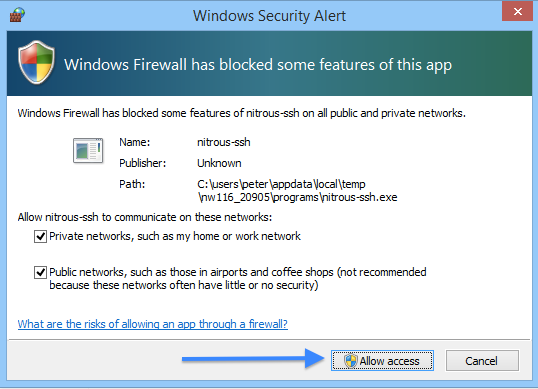 Windows Security Alert
Windows Firewall has blocked some features of this app
Windows Firewall has blocked some features of nitrous-ssh on all public and private networks.
Name: nitrous-ssh
Publisher: Unknown
Path: C:\users\peter\appdata\local\temp
\nw116_20905\programs\nitrous-ssh.exe
Allow nitrous-ssh to communicate on these networks:
Private networks, such as my home or work network
Public networks, such as those in airports and coffee shops (not recommended
because these networks often have little or no security)
What are the risks of allowing an app through a firewall?
Allow access Cancel